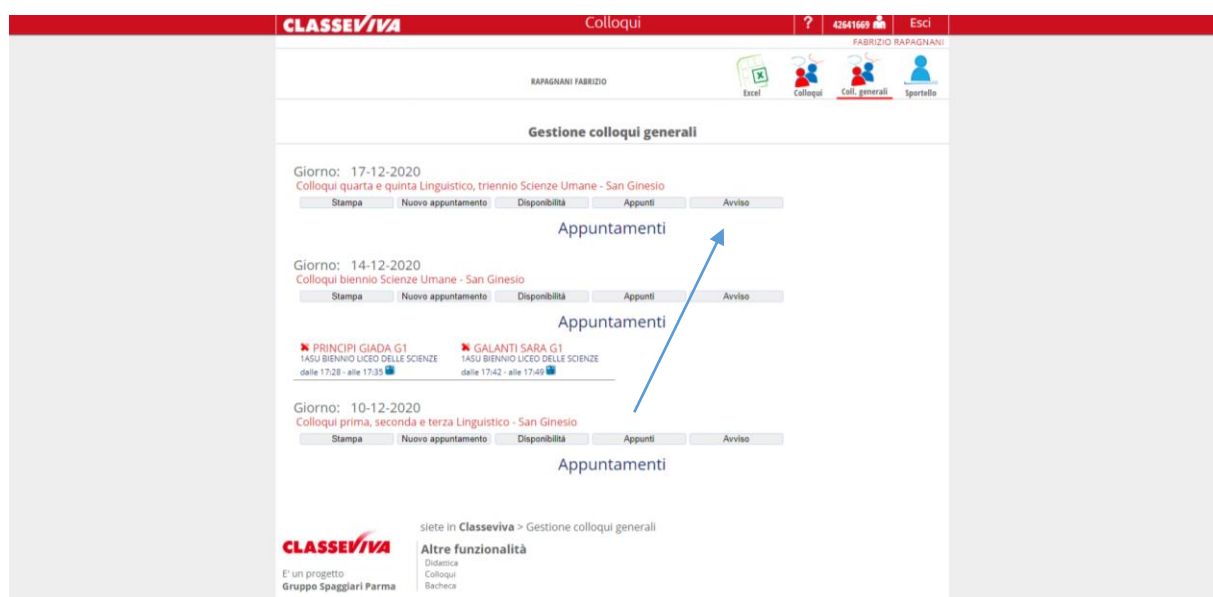 CLASSEVIVA Colloqui ? 42641669 Esci
FABRIZIO RAPAGNANI
RAPAGNANI FABRIZIO
Excel Colloqui Coll. generali Sportello
Gestione colloqui generali
Giorno: 17-12-2020
Colloqui quarta e quinta Linguistico, triennio Scienze Umane - San Ginesio
Stampa Nuovo appuntamento Disponibilità Appunti Avviso
Appuntamenti
Giorno: 14-12-2020
Colloqui biennio Scienze Umane - San Ginesio
Stampa Nuovo appuntamento Disponibilità Appunti Avviso
Appuntamenti
PRINCIPI GIADA G1 GALANTI SARA G1
1ASU BIENNIO LICEO DELLE SCIENZE 1ASU BIENNIO LICEO DELLE SCIENZE
dalle 17:28 - alle 17:35 dalle 17:42 - alle 17:49
Giorno: 10-12-2020
Colloqui prima, seconda e terza Linguistico - San Ginesio
Stampa Nuovo appuntamento Disponibilità Appunti Avviso
Appuntamenti
siete in Classeviva > Gestione colloqui generali
CLASSEVIVA
Altre funzionalità
Didattica
E' un progetto
Colloqui
Gruppo Spaggiari Parma
Bacheca